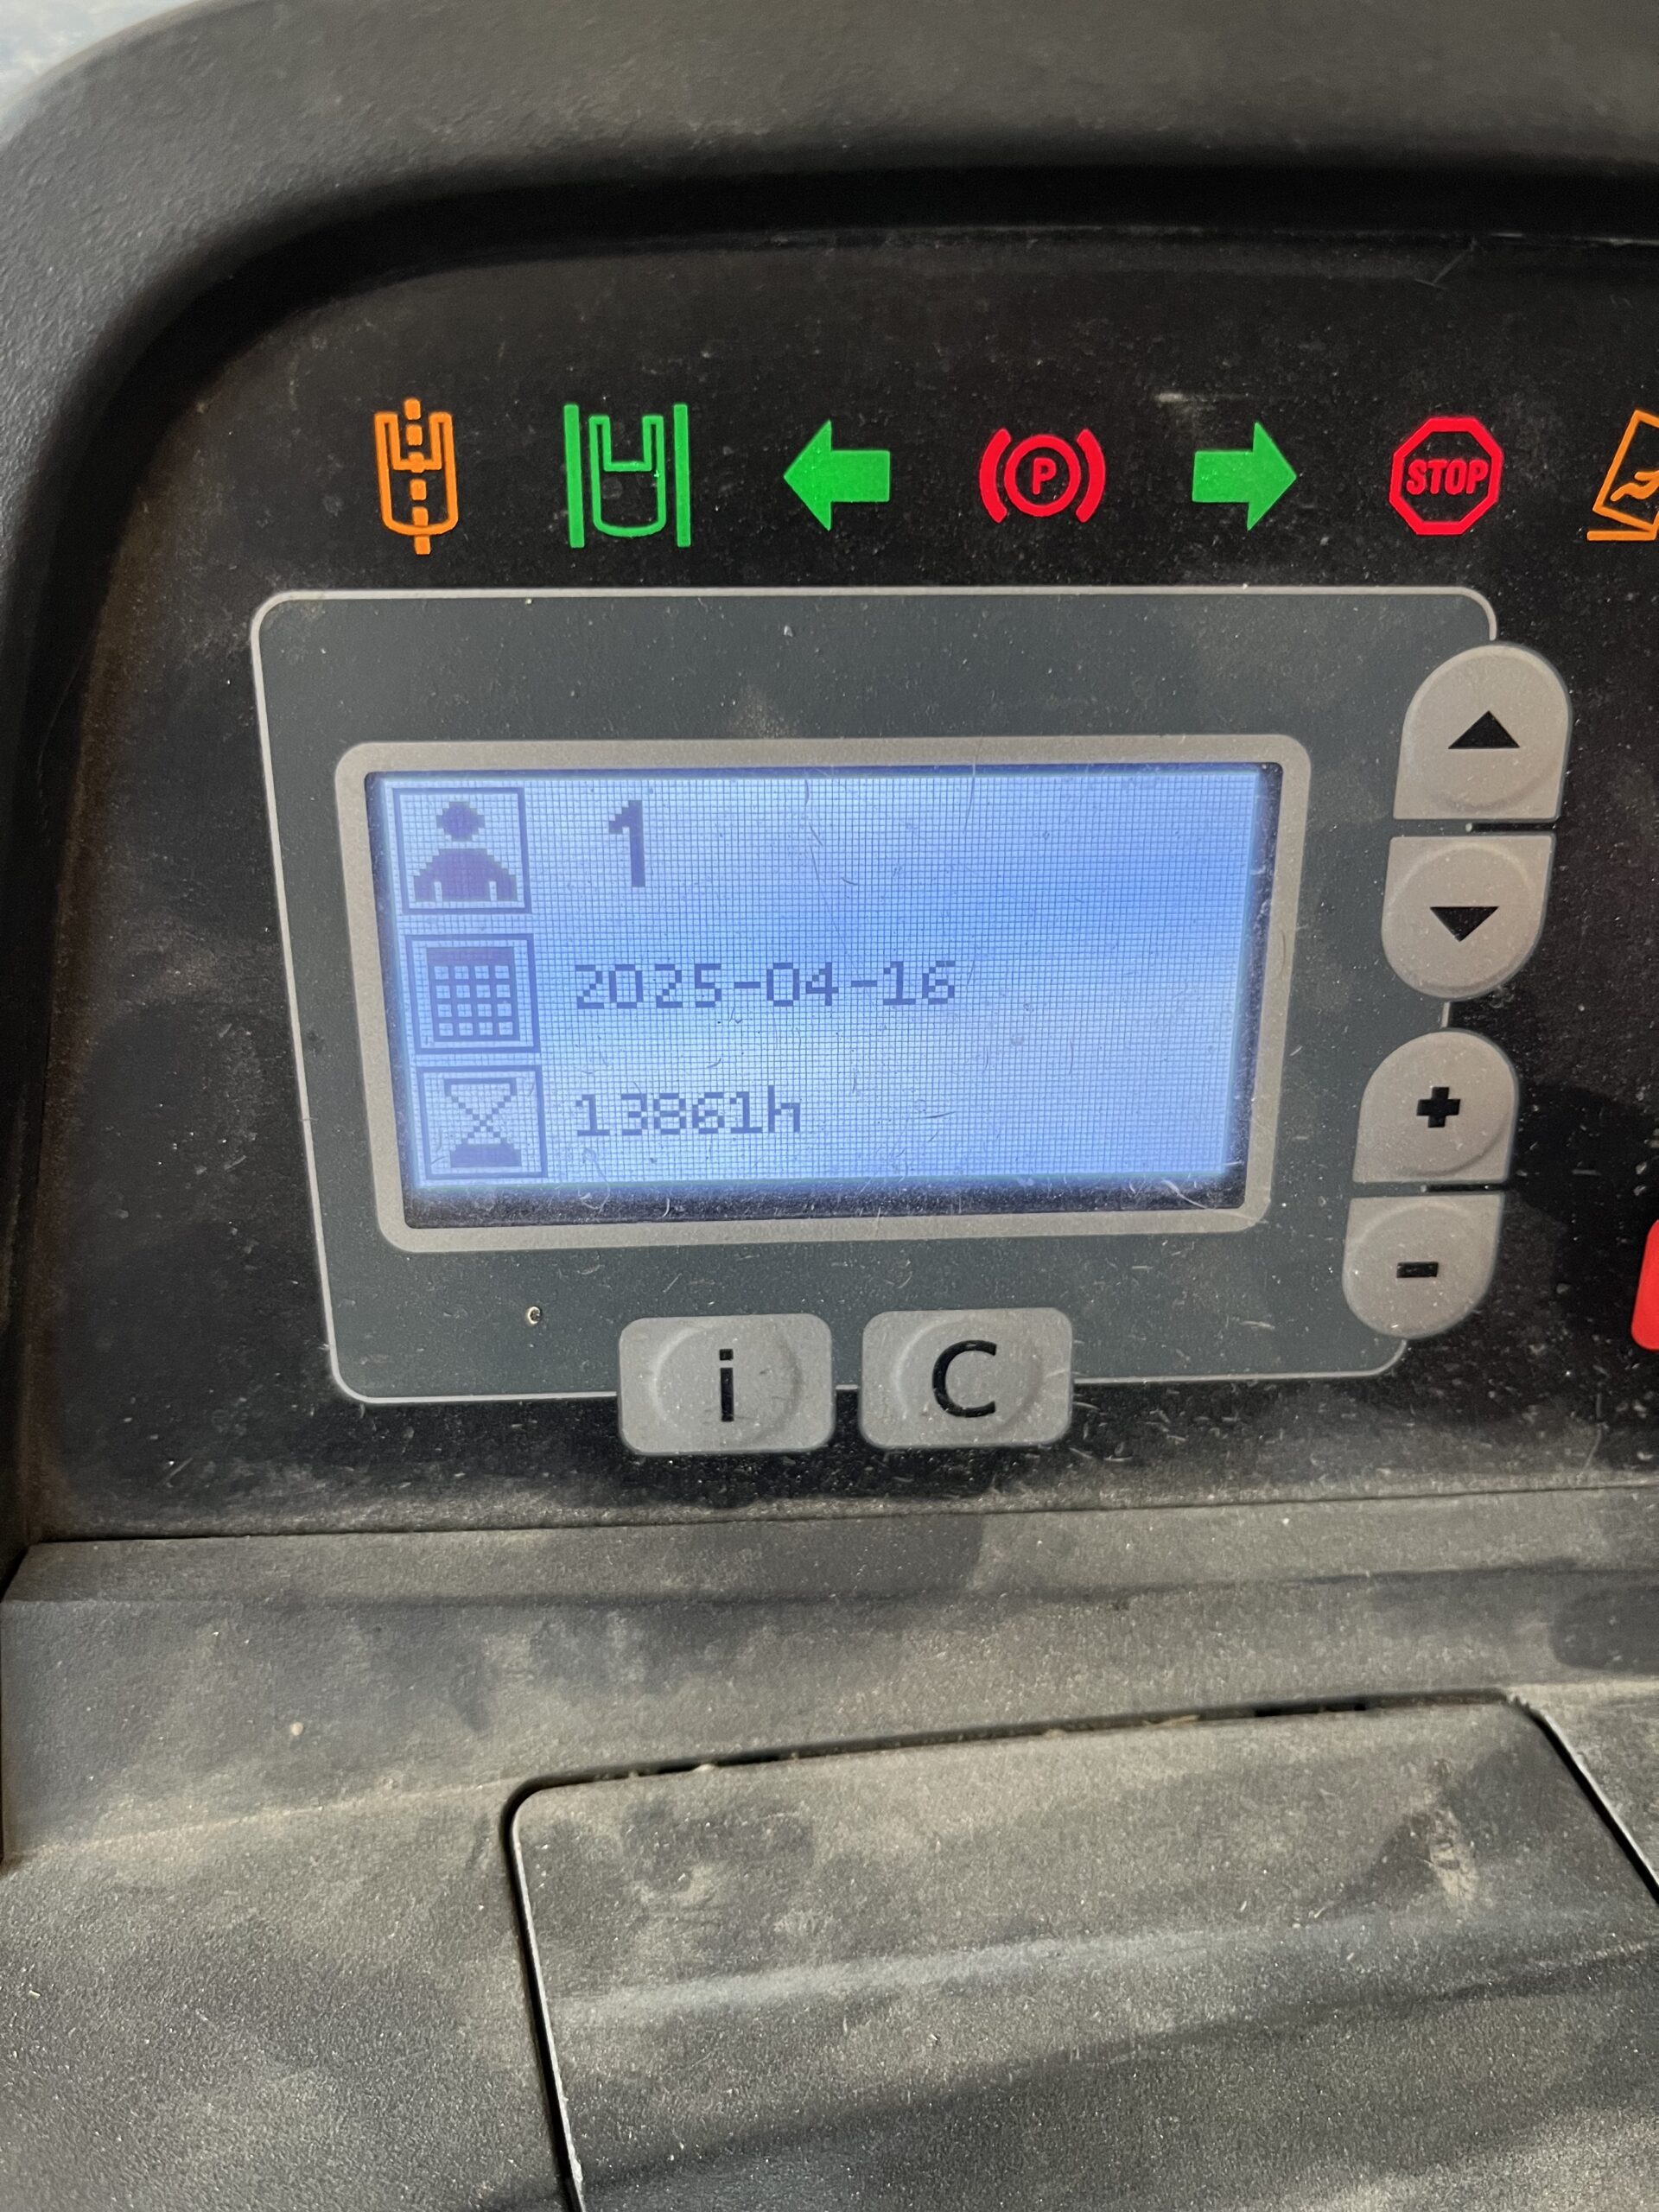 P
STOP
1
2025-04-16
13861h
+
-
i
C